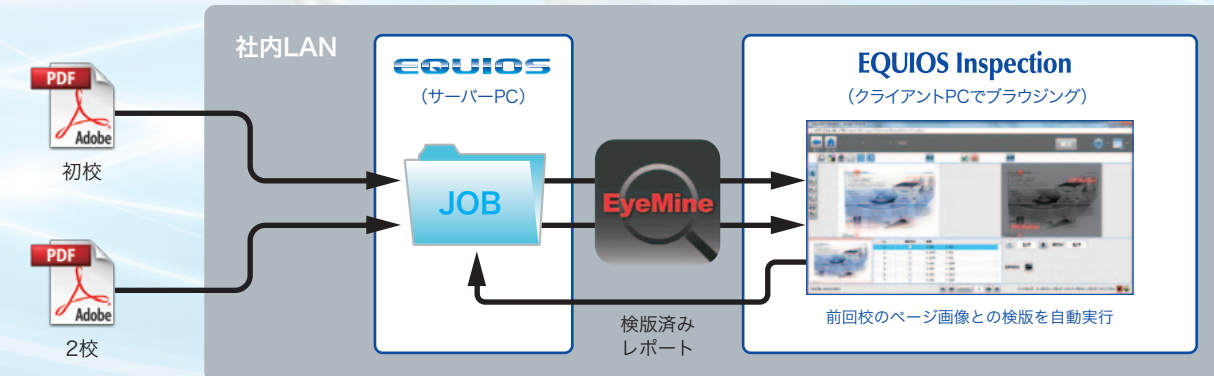 社内LAN
PDF
Adobe
初校
PDF
Adobe
2校
EQUIOS
（サーバーPC）
JOB
EyeMine
検版済み
レポート
EQUIOS Inspection
（クライアントPCでブラウジング）
前回校のページ画像との検版を自動実行